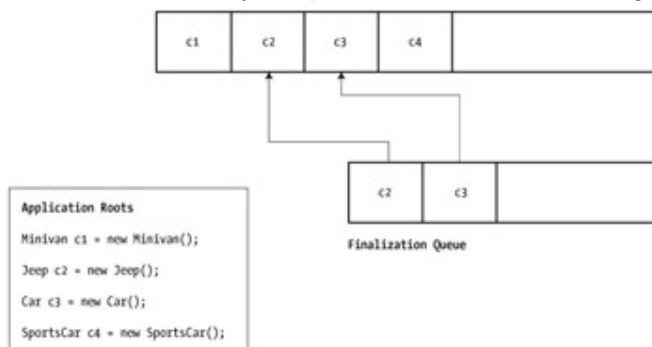 c1 c2 c3 c4
c2 c3
Finalization Queue
Application Roots
Minivan c1 = new Minivan();
Jeep c2 = new Jeep();
Car c3 = new Car();
SportsCar c4 = new SportsCar();